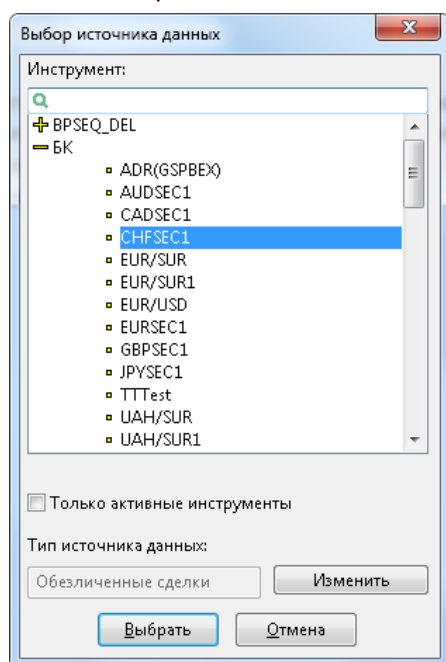 Выбор источника данных
Инструмент:
BPSEQ_DEL
БК
ADR(GSPBEX)
AUDSEC1
CADSEC1
CHFSEC1
EUR/SUR
EUR/SUR1
EUR/USD
EURSEC1
GBPSEC1
JPYSEC1
TTTest
UAH/SUR
UAH/SUR1
Только активные инструменты
Тип источника данных:
Обезличенные сделки Изменить
Выбрать Отмена